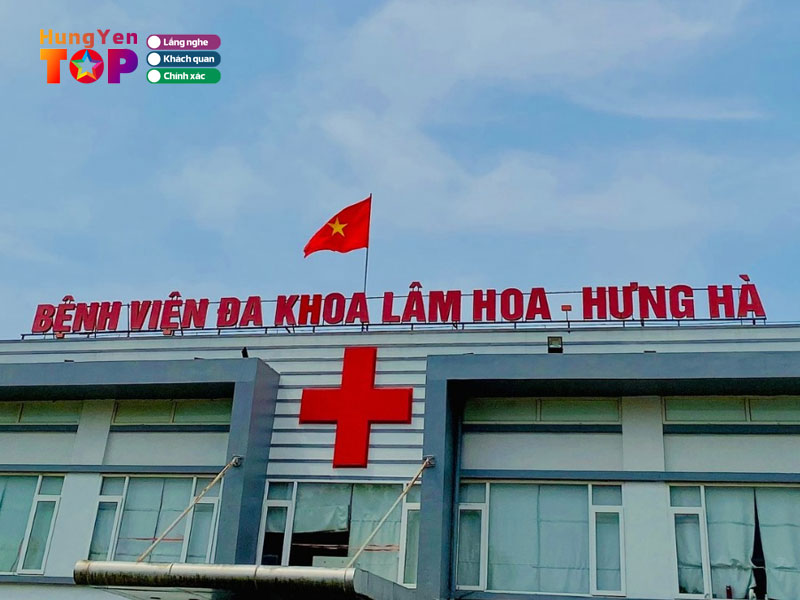 HungYen
TOP
Lắng nghe
Khách quan
Chính xác
BỆNH VIỆN ĐA KHOA LÂM HOA - HƯNG HÀ